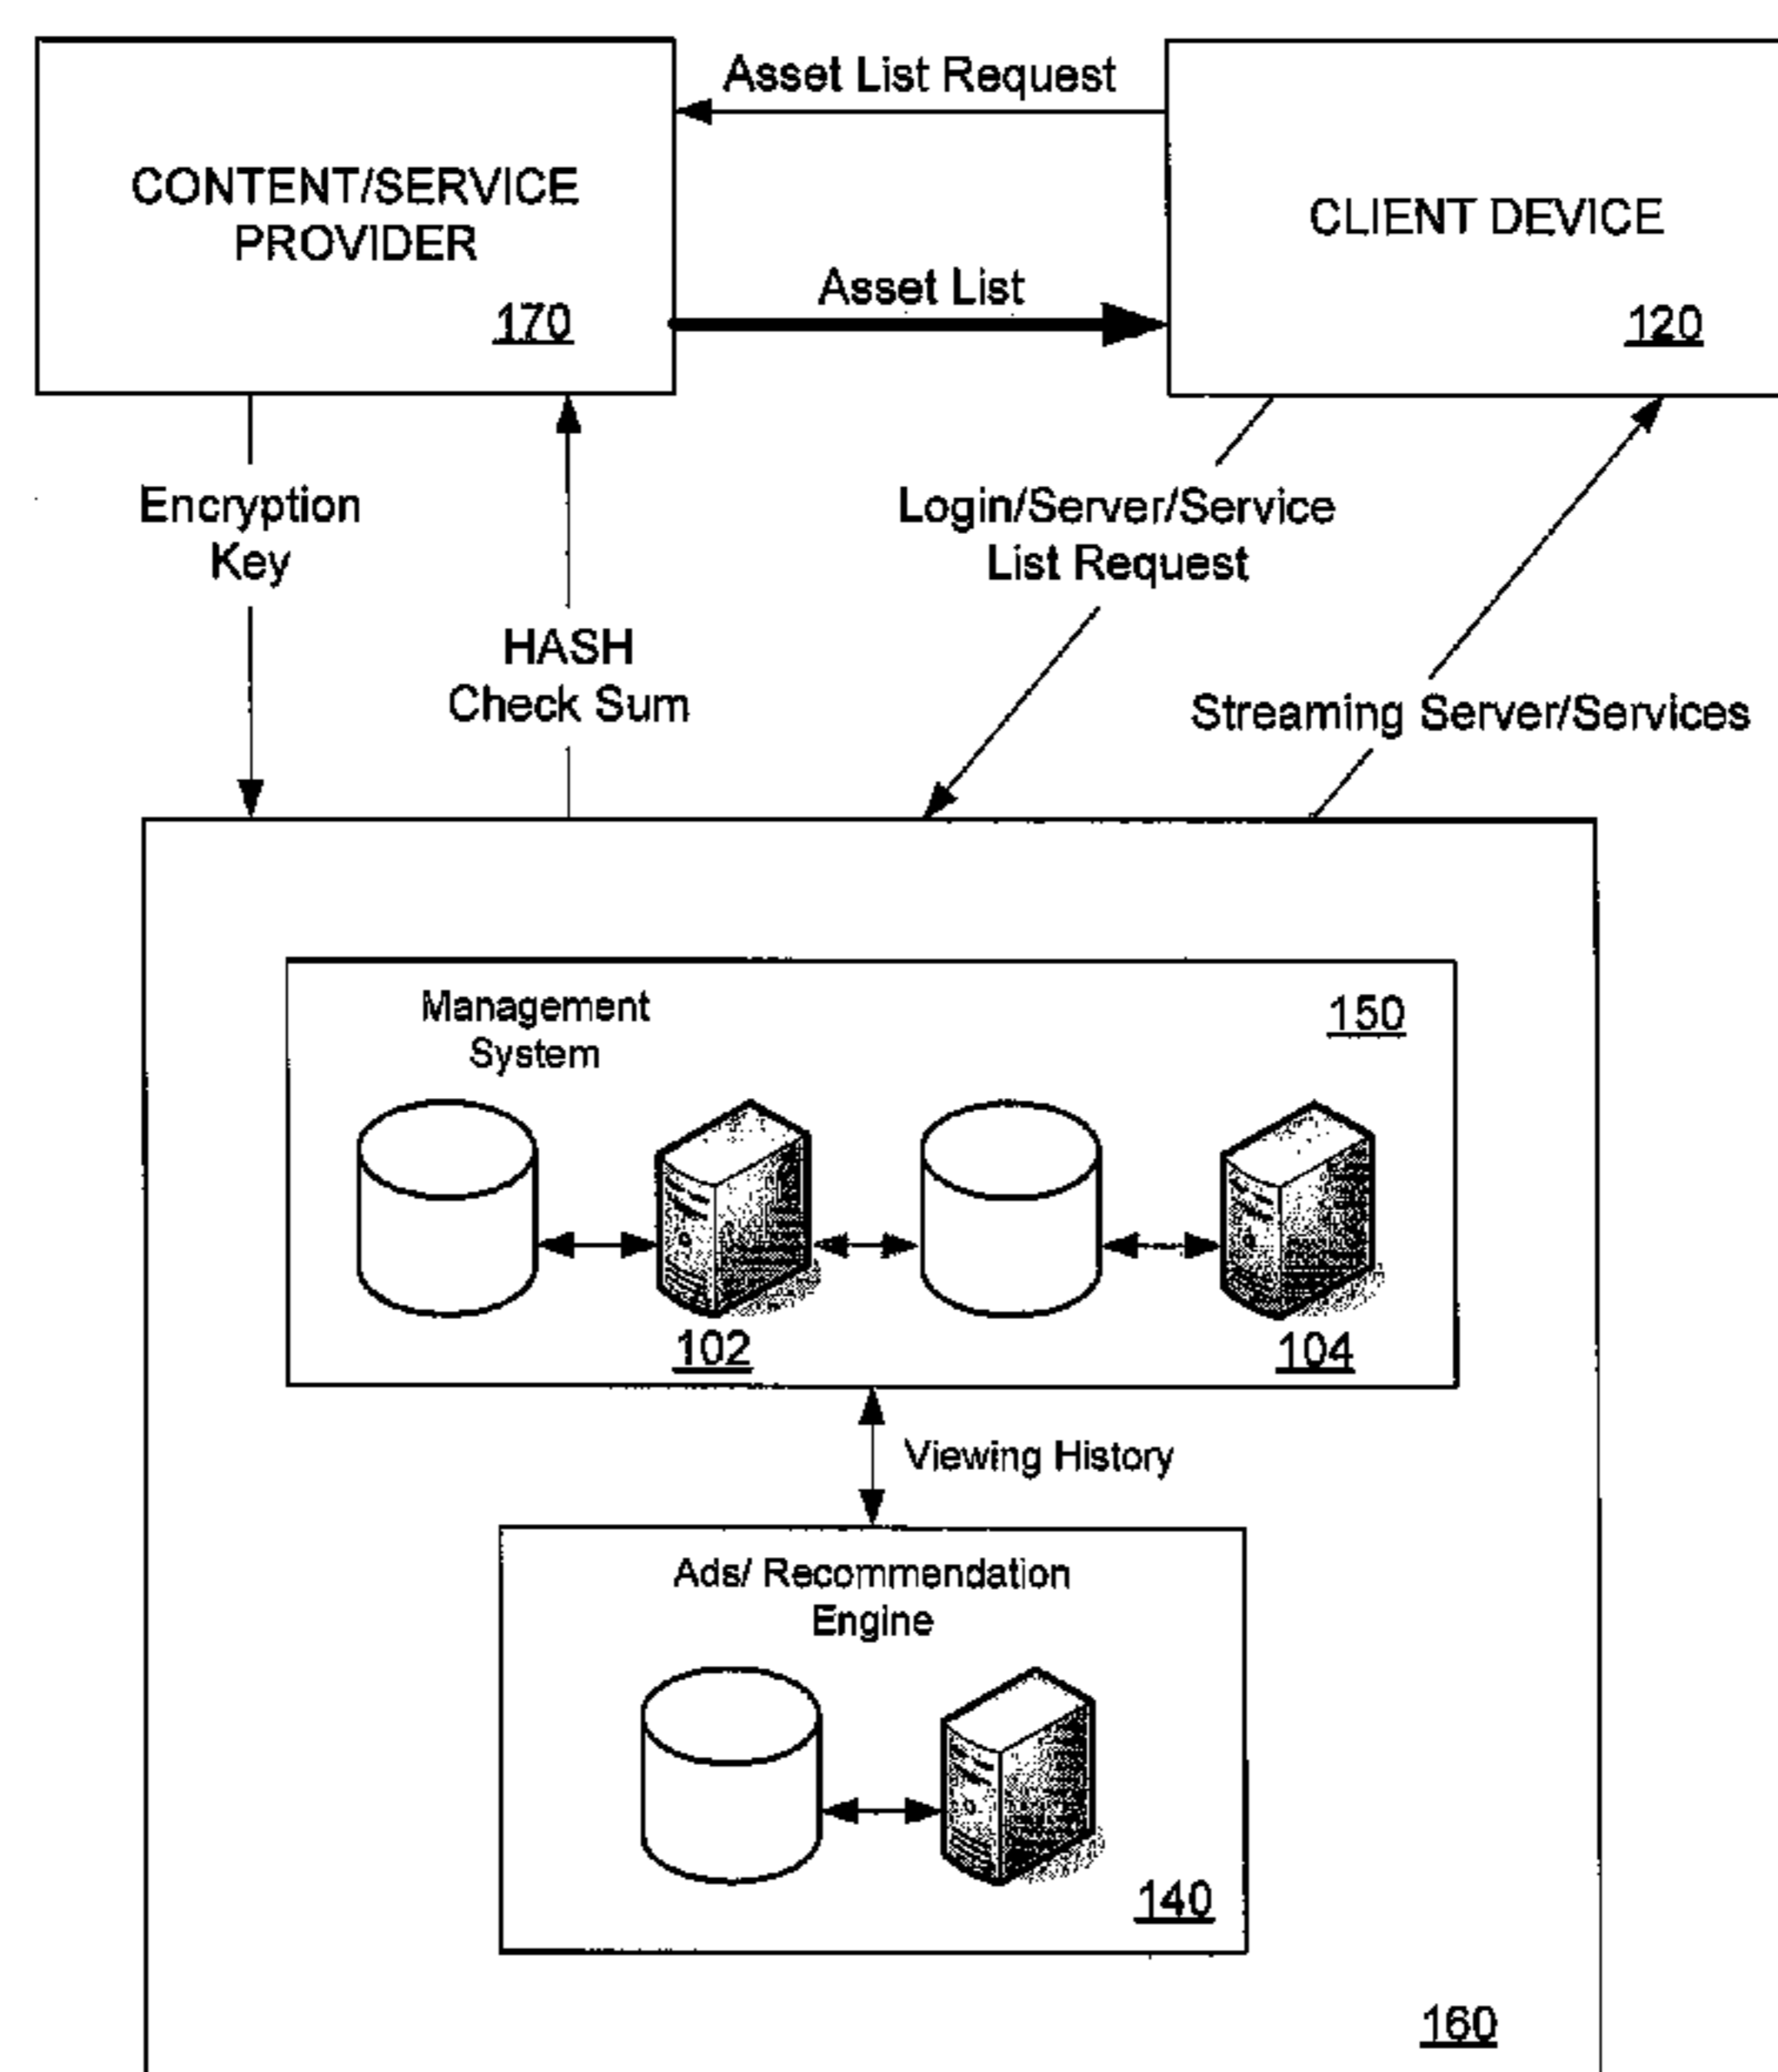 Asset List Request
CONTENT/SERVICE
PROVIDER
170
CLIENT DEVICE
120
Asset List
Encryption
Key
HASH
Check Sum
Login/Server/Service
List Request
Streaming Server/Services
Management
System
150
102
104
Viewing History
Ads/ Recommendation
Engine
140
160